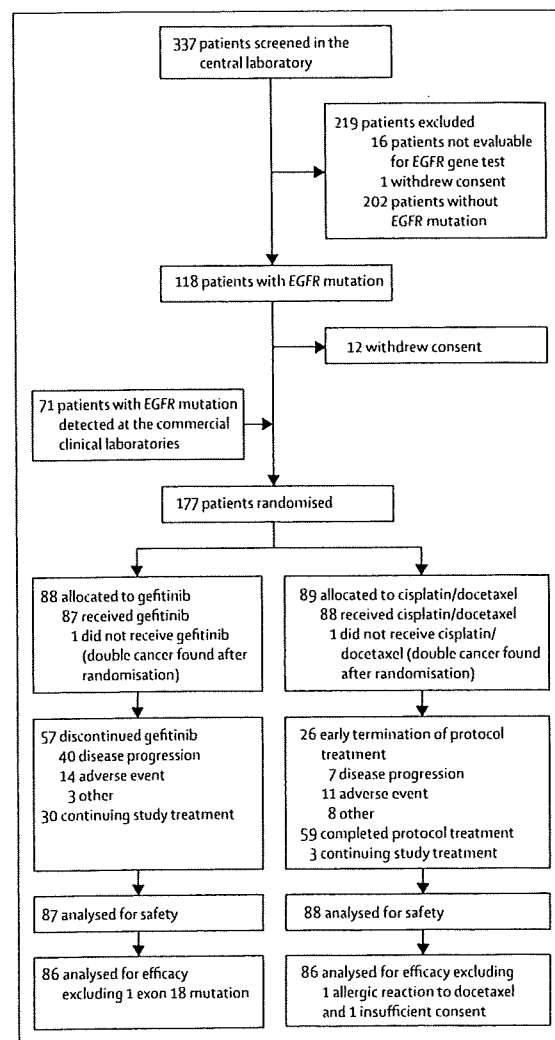 337 patients screened in the
central laboratory
219 patients excluded
16 patients not evaluable
for EGFR gene test
1 withdrew consent
202 patients without
EGFR mutation
118 patients with EGFR mutation
12 withdrew consent
71 patients with EGFR mutation
detected at the commercial
clinical laboratories
177 patients randomised
88 allocated to gefitinib
87 received gefitinib
1 did not receive gefitinib
(double cancer found after
randomisation)
89 allocated to cisplatin/docetaxel
88 received cisplatin/docetaxel
1 did not receive cisplatin/
docetaxel (double cancer found
after randomisation)
57 discontinued gefitinib
40 disease progression
14 adverse event
3 other
30 continuing study treatment
26 early termination of protocol
treatment
7 disease progression
11 adverse event
8 other
59 completed protocol treatment
3 continuing study treatment
87 analysed for safety
88 analysed for safety
86 analysed for efficacy
excluding 1 exon 18 mutation
86 analysed for efficacy excluding
1 allergic reaction to docetaxel
and 1 insufficient consent